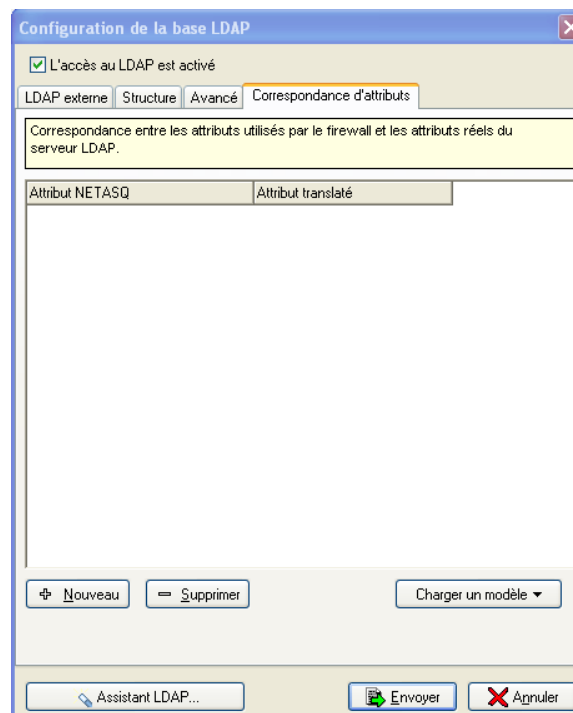 Configuration de la base LDAP
L'accès au LDAP est activé
LDAP externe Structure Avancé Correspondance d'attributs
Correspondance entre les attributs utilisés par le firewall et les attributs réels du
serveur LDAP.
Attribut NETASQ Attribut translaté
Nouveau Supprimer Charger un modèle
Assistant LDAP... Envoyer Annuler